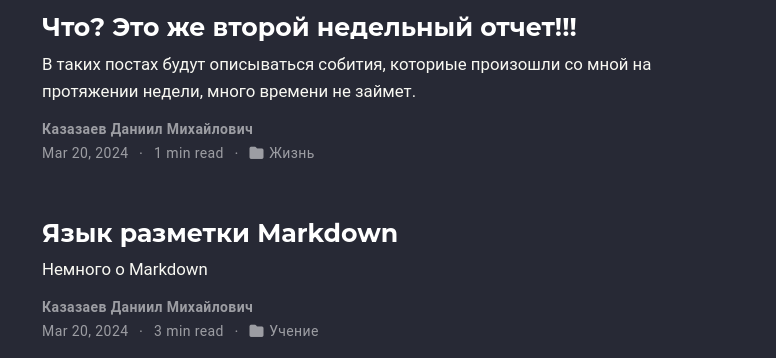 Что? Это же второй недельный отчет!!!
В таких постах будут описываться собития, которые произошли со мной на
протяжении недели, много времени не займет.
Казазаев Даниил Михайлович
Mar 20, 2024 · 1 min read · Жизнь
Язык разметки Markdown
Немного о Markdown
Казазаев Даниил Михайлович
Mar 20, 2024 · 3 min read · Учение